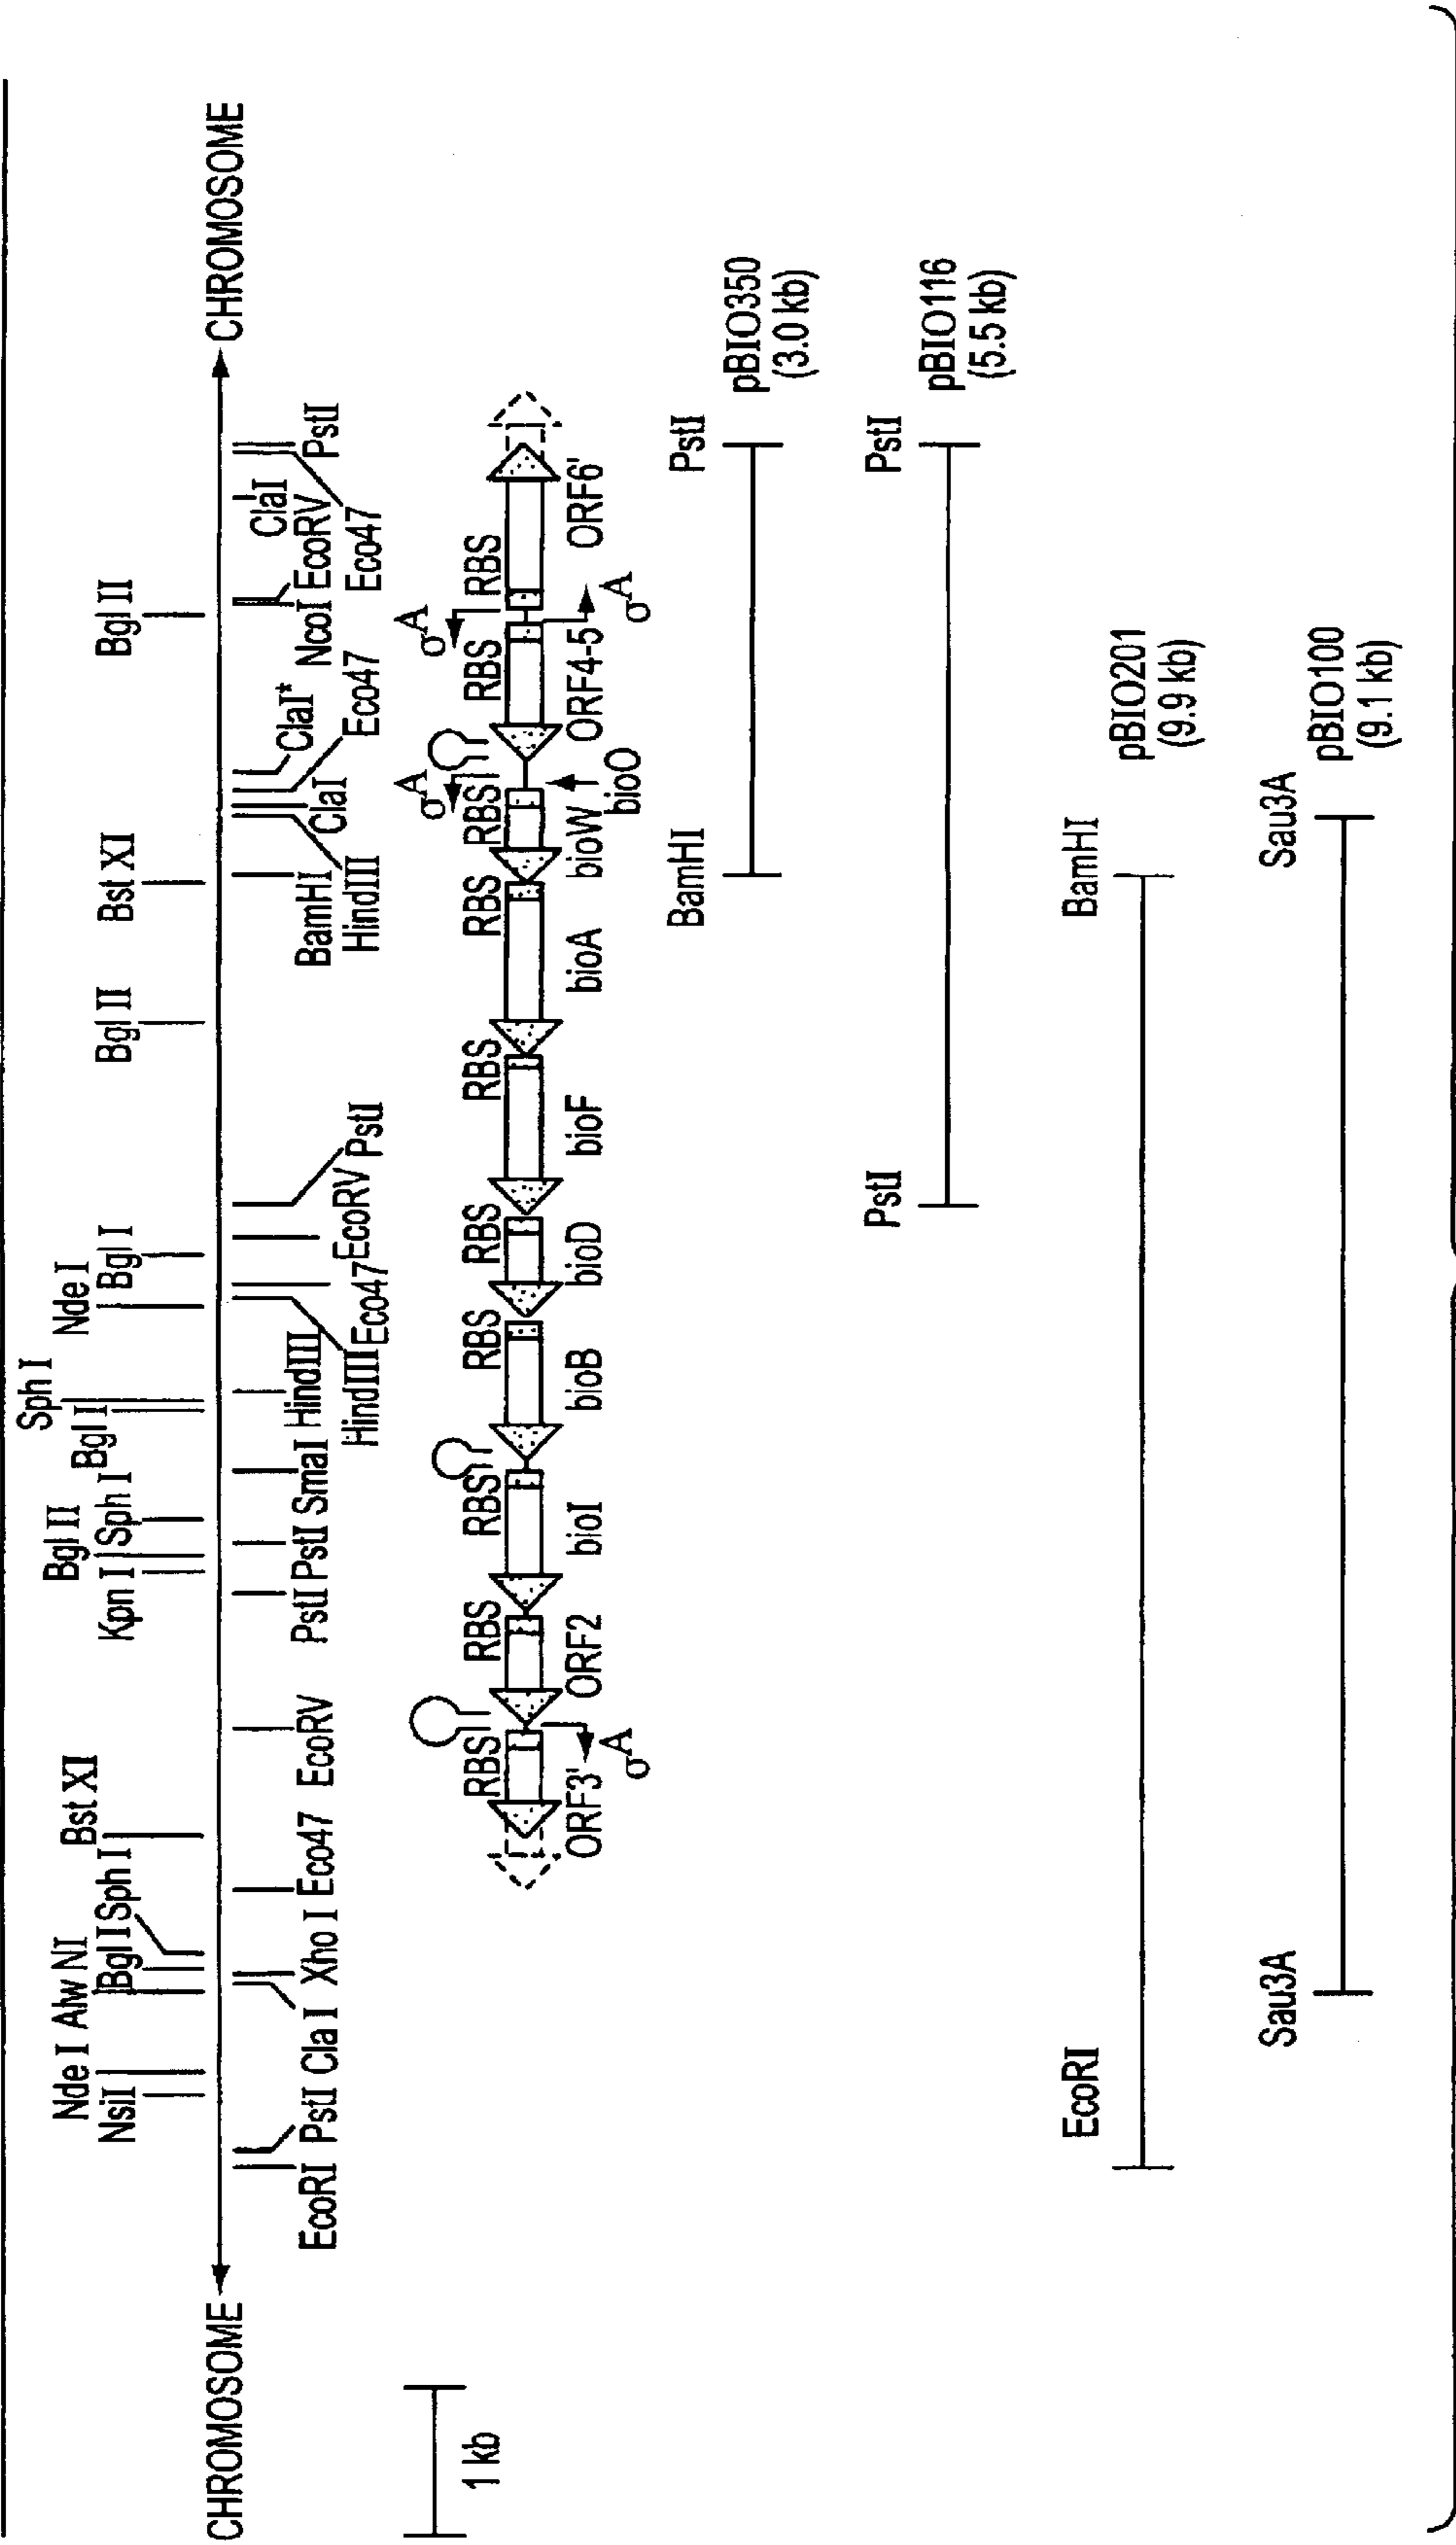 Sph I
Nde I
Bgl II
Nde I
Alw NI
Bst XI
Kpn I
Sph I
Bgl I
Bgl I
Bgl II
Bst XI
Bgl II
NsiI
Bgl I
Sph I
CHROMOSOME
CHROMOSOME
EcoRI
PstI
Cla I
Xho I
Eco47
EcoRV
PstI
PstI
SmaI
HindIII
HindIII
Eco47
EcoRV
PstI
BamHI
HindIII
ClaI
Eco47
ClaI*
NcoI
EcoRV
ClaI
Eco47
PstI
1 kb
σA
σA
RBS
RBS
RBS
RBS
RBS
RBS
RBS
RBS
RBS
RBS
ORF3'
ORF2
bioI
bioB
bioD
bioF
bioA
bioW
ORF4-5
ORF6'
σA
bioO
σA
BamHI
PstI
pBIO350
(3.0 kb)
PstI
PstI
pBIO116
(5.5 kb)
EcoRI
BamHI
pBIO201
(9.9 kb)
Sau3A
Sau3A
pBIO100
(9.1 kb)